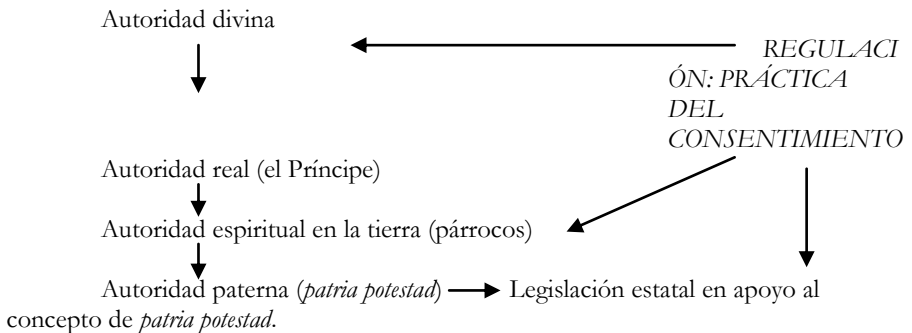 Autoridad divina
REGULACI
ÓN: PRÁCTICA
DEL
CONSENTIMIENTO
Autoridad real (el Príncipe)
Autoridad espiritual en la tierra (párrocos)
Autoridad paterna (patria potestad) Legislación estatal en apoyo al
concepto de patria potestad.